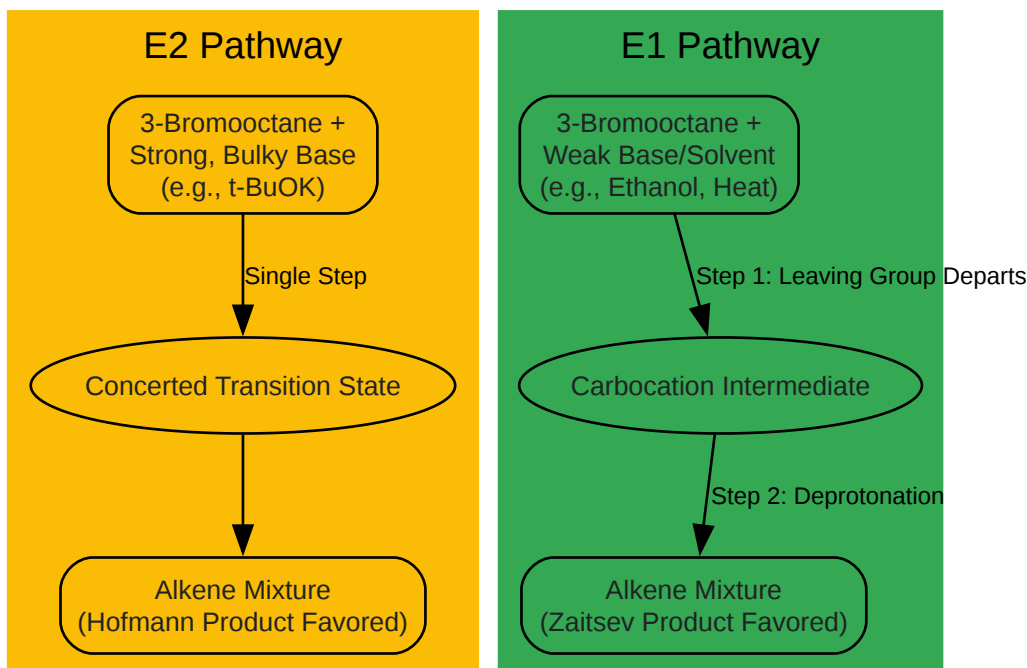 E2 Pathway
3-Bromooctane +
Strong, Bulky Base
(e.g., t-BuOK)
Single Step
Concerted Transition State
Alkene Mixture
(Hofmann Product Favored)
E1 Pathway
3-Bromooctane +
Weak Base/Solvent
(e.g., Ethanol, Heat)
Step 1: Leaving Group Departs
Carbocation Intermediate
Step 2: Deprotonation
Alkene Mixture
(Zaitsev Product Favored)